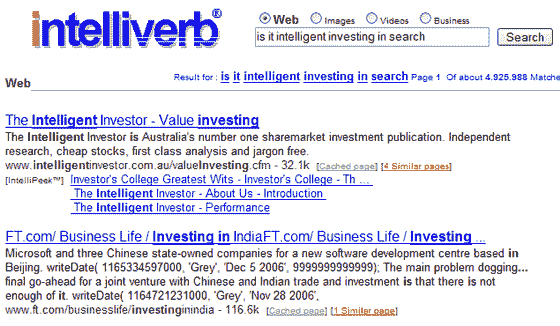 intelliverb®
Web Images Videos Business
is it intelligent investing in search Search
Web
Result for : is it intelligent investing in search Page 1 Of about 4.925.988 Matche
The Intelligent Investor - Value investing
The Intelligent Investor is Australia's number one sharemarket investment publication. Independent
research, cheap stocks, first class analysis and jargon free.
www.intelligentinvestor.com.au/valueInvesting.cfm - 32.1k [Cached page] [4 Similar pages]
[IntelliPeek™] Investor's College Greatest Wits - Investor's College - Th ...
The Intelligent Investor - About Us - Introduction
The Intelligent Investor - Performance
FT.com/ Business Life / Investing in IndiaFT.com/ Business Life / Investing ...
Microsoft and three Chinese state-owned companies for a new software development centre based in
Beijing. writeDate( 1165334597000, 'Grey', 'Dec 5 2006', 9999999999999); The main problem dogging...
final go-ahead for a joint venture with Chinese and Indian trade and investment is that there is not
enough of it. writeDate( 1164721231000, 'Grey', 'Nov 28 2006',
www.ft.com/businesslife/investinginindia - 116.6k [Cached page] [1 Similar page]